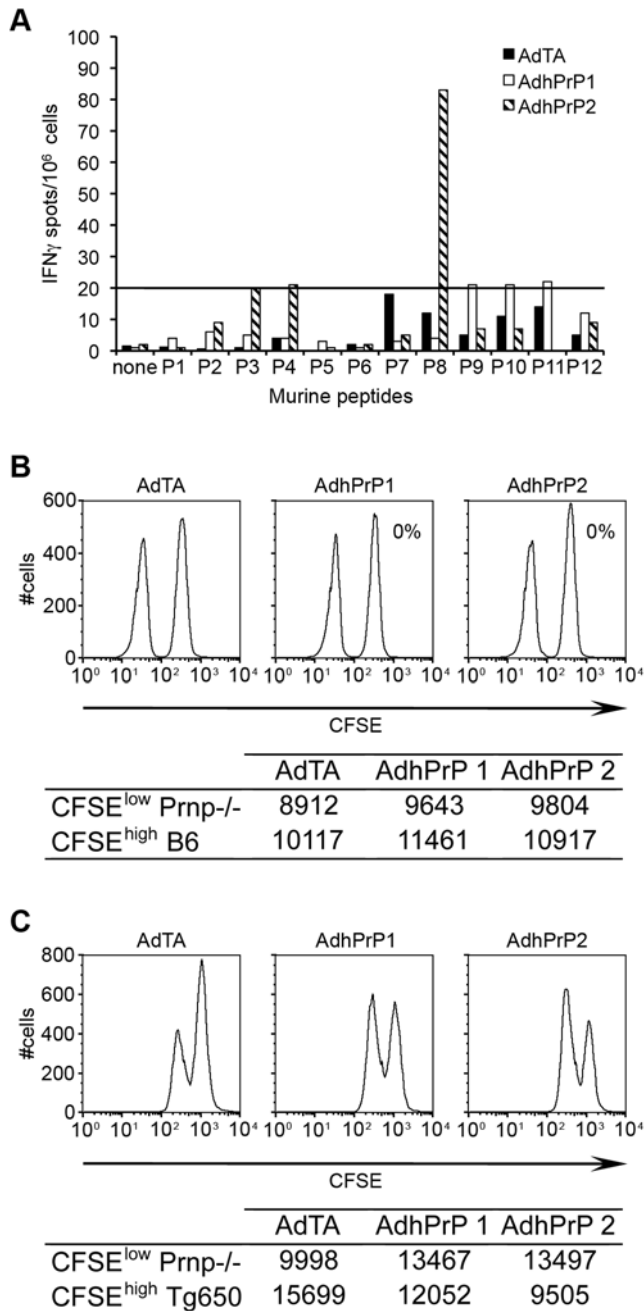 A
AdTA
AdhPrP1
AdhPrP2
IFNγ spots/10⁶ cells
100
90
80
70
60
50
40
30
20
10
0
none P1 P2 P3 P4 P5 P6 P7 P8 P9 P10 P11 P12
Murine peptides
B
AdTA AdhPrP1 AdhPrP2
#cells
600
400
200
0
0% 0%
10⁰ 10¹ 10² 10³ 10⁴ 10⁰ 10¹ 10² 10³ 10⁴ 10⁰ 10¹ 10² 10³ 10⁴
CFSE
AdTA AdhPrP 1 AdhPrP 2
CFSE^low Prnp-/- 8912 9643 9804
CFSE^high B6 10117 11461 10917
C
AdTA AdhPrP1 AdhPrP2
#cells
800
600
400
200
0
10⁰ 10¹ 10² 10³ 10⁴ 10⁰ 10¹ 10² 10³ 10⁴ 10⁰ 10¹ 10² 10³ 10⁴
CFSE
AdTA AdhPrP 1 AdhPrP 2
CFSE^low Prnp-/- 9998 13467 13497
CFSE^high Tg650 15699 12052 9505